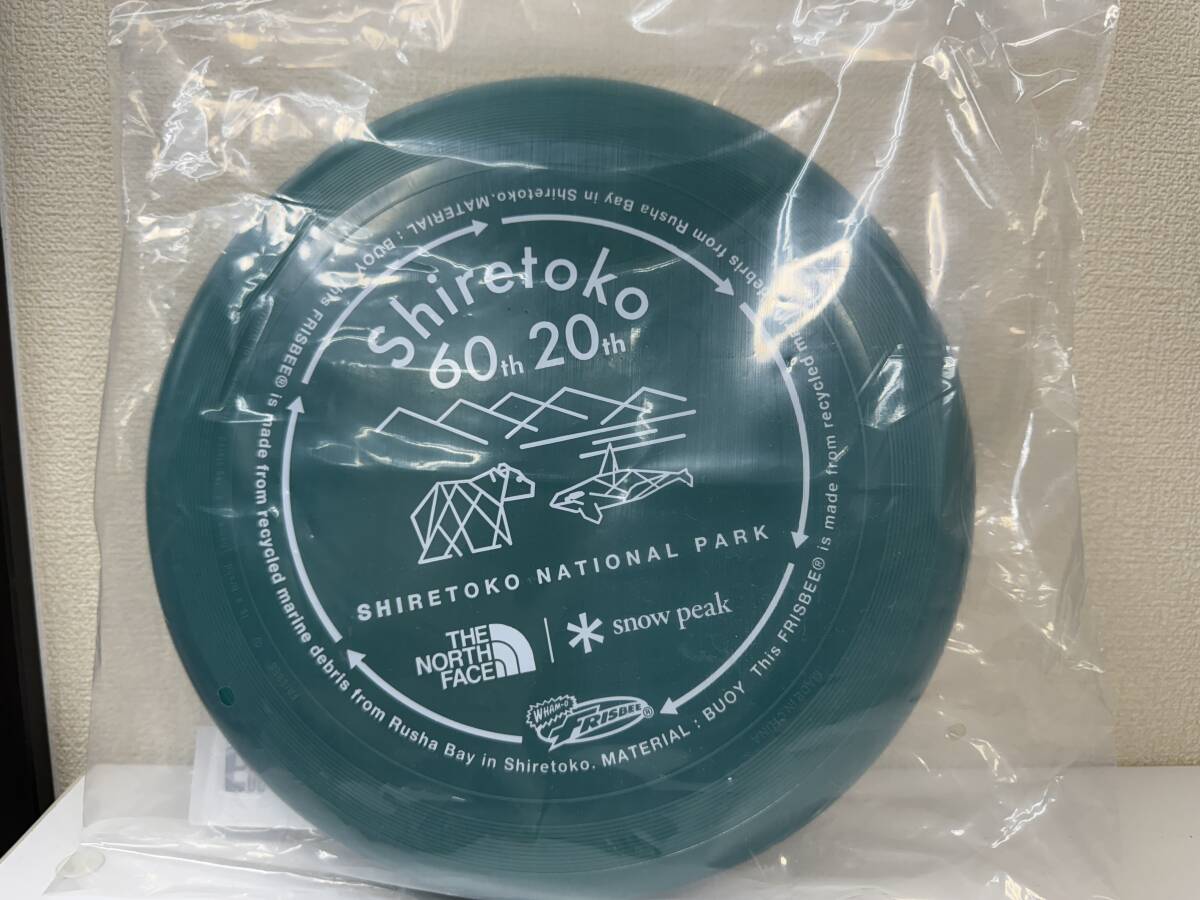 Shiretoko
60th 20th
SHIRETOKO NATIONAL PARK
THE
NORTH
FACE
snow peak
WHAM-O
FRISBEE®
This FRISBEE® is made from recycled marine debris from Rusha Bay in Shiretoko. MATERIAL : BUOY
This FRISBEE® is made from recycled ma debris from Rusha Bay in Shiretoko. MATERIAL : BUOY